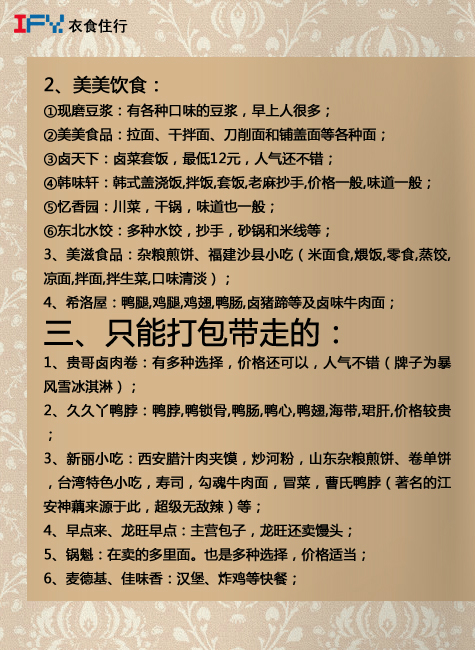 IFY 衣食住行
2、美美饮食：
①现磨豆浆：有各种口味的豆浆，早上人很多；
②美美食品：拉面、干拌面、刀削面和铺盖面等各种面；
③卤天下：卤菜套饭，最低12元，人气还不错；
④韩味轩：韩式盖浇饭,拌饭,套饭,老麻抄手,价格一般,味道一般；
⑤忆香园：川菜，干锅，味道也一般；
⑥东北水饺：多种水饺，抄手，砂锅和米线等；
3、美滋食品：杂粮煎饼、福建沙县小吃（米面食,煨饭,零食,蒸饺,
凉面,拌面,拌生菜,口味清淡）；
4、希洛屋：鸭腿,鸡腿,鸡翅,鸭肠,卤猪蹄等及卤味牛肉面；
三、只能打包带走的：
1、贵哥卤肉卷：有多种选择，价格还可以，人气不错（牌子为暴
风雪冰淇淋）；
2、久久丫鸭脖：鸭脖,鸭锁骨,鸭肠,鸭心,鸭翅,海带,珺肝,价格较贵
；
3、新丽小吃：西安腊汁肉夹馍，炒河粉，山东杂粮煎饼、卷单饼
，台湾特色小吃，寿司，勾魂牛肉面，冒菜，曹氏鸭脖（著名的江
安神藕来源于此，超级无敌辣）等；
4、早点来、龙旺早点：主营包子，龙旺还卖馒头；
5、锅魁：在卖的多里面。也是多种选择，价格适当；
6、麦德基、佳味香：汉堡、炸鸡等快餐；